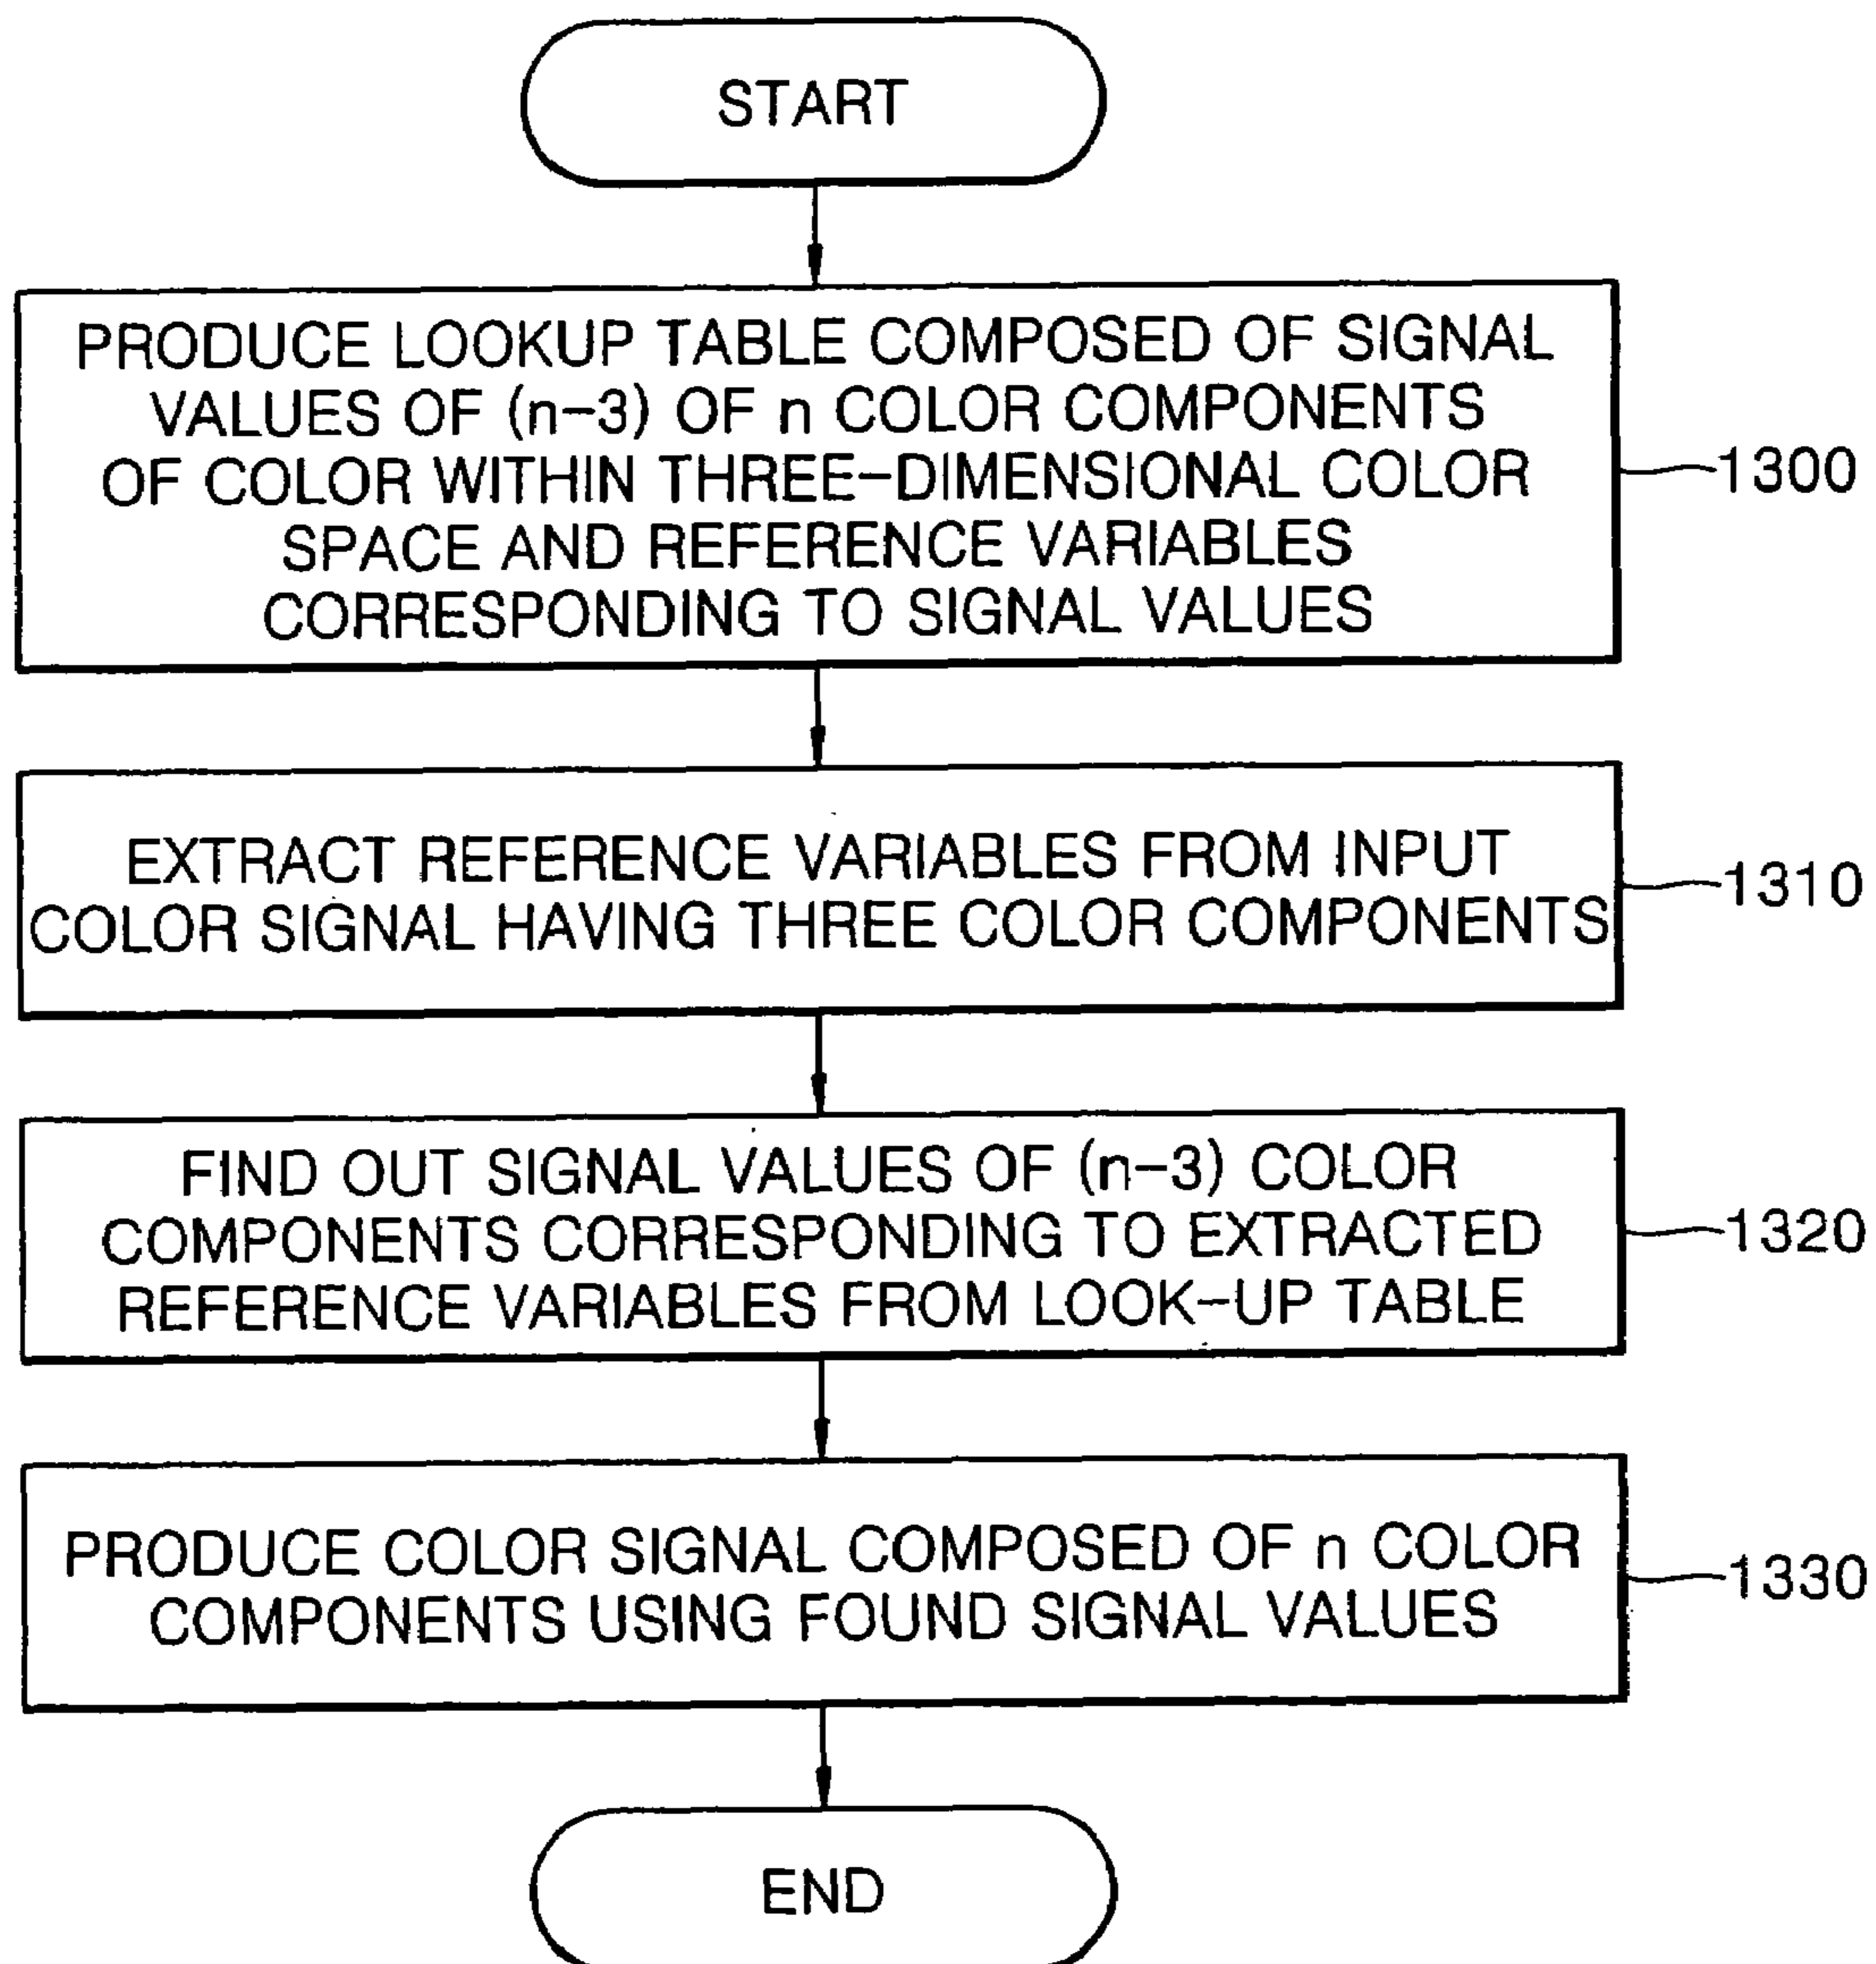 START
PRODUCE LOOKUP TABLE COMPOSED OF SIGNAL
VALUES OF (n-3) OF n COLOR COMPONENTS
OF COLOR WITHIN THREE-DIMENSIONAL COLOR
SPACE AND REFERENCE VARIABLES
CORRESPONDING TO SIGNAL VALUES
1300
EXTRACT REFERENCE VARIABLES FROM INPUT
COLOR SIGNAL HAVING THREE COLOR COMPONENTS
1310
FIND OUT SIGNAL VALUES OF (n-3) COLOR
COMPONENTS CORRESPONDING TO EXTRACTED
REFERENCE VARIABLES FROM LOOK-UP TABLE
1320
PRODUCE COLOR SIGNAL COMPOSED OF n COLOR
COMPONENTS USING FOUND SIGNAL VALUES
1330
END